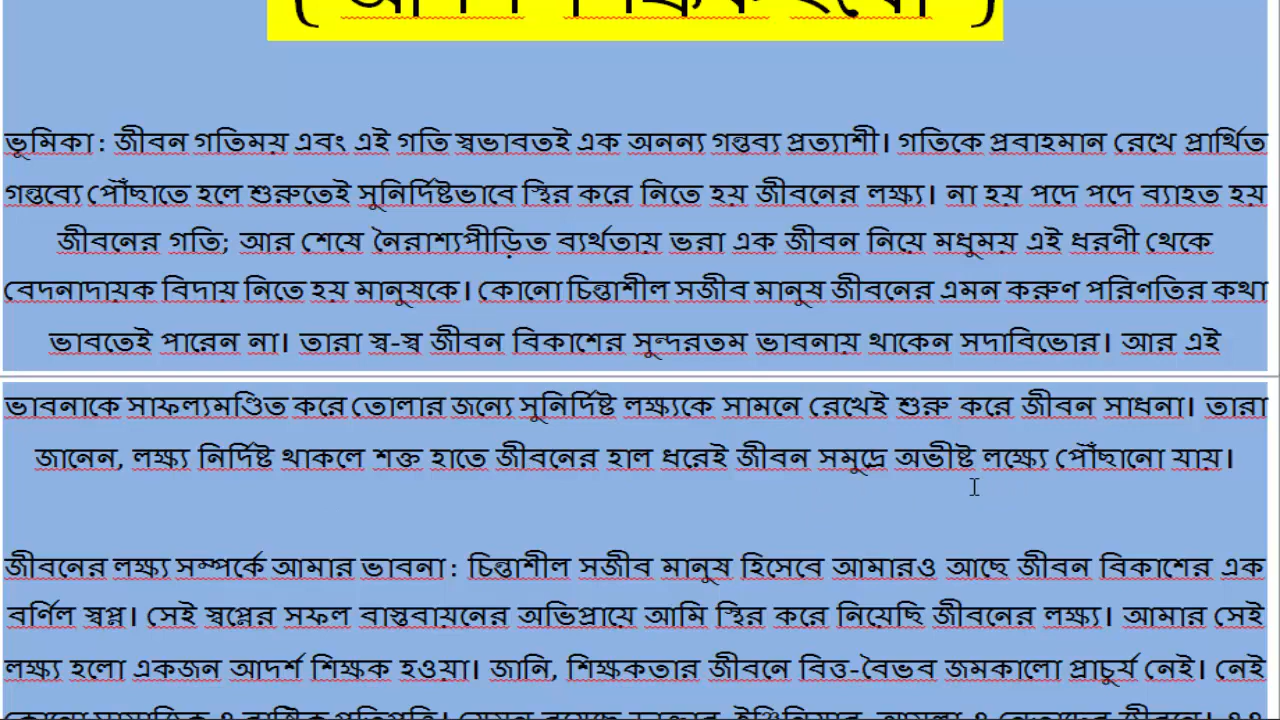 ( আদর্শ শিক্ষক হবো )
ভূমিকা : জীবন গতিময় এবং এই গতি স্বভাবতই এক অনন্য গন্তব্য প্রত্যাশী। গতিকে প্রবাহমান রেখে প্রার্থিত
গন্তব্যে পৌঁছাতে হলে শুরুতেই সুনির্দিষ্টভাবে স্থির করে নিতে হয় জীবনের লক্ষ্য। না হয় পদে পদে ব্যাহত হয়
জীবনের গতি; আর শেষে নৈরাশ্যপীড়িত ব্যর্থতায় ভরা এক জীবন নিয়ে মধুময় এই ধরণী থেকে
বেদনাদায়ক বিদায় নিতে হয় মানুষকে। কোনো চিন্তাশীল সজীব মানুষ জীবনের এমন করুণ পরিণতির কথা
ভাবতেই পারেন না। তারা স্ব-স্ব জীবন বিকাশের সুন্দরতম ভাবনায় থাকেন সদাবিভোর। আর এই
ভাবনাকে সাফল্যমণ্ডিত করে তোলার জন্যে সুনির্দিষ্ট লক্ষ্যকে সামনে রেখেই শুরু করে জীবন সাধনা। তারা
জানেন, লক্ষ্য নির্দিষ্ট থাকলে শক্ত হাতে জীবনের হাল ধরেই জীবন সমুদ্রে অভীষ্ট লক্ষ্যে পৌঁছানো যায়।
জীবনের লক্ষ্য সম্পর্কে আমার ভাবনা : চিন্তাশীল সজীব মানুষ হিসেবে আমারও আছে জীবন বিকাশের এক
বর্ণিল স্বপ্ন। সেই স্বপ্নের সফল বাস্তবায়নের অভিপ্রায়ে আমি স্থির করে নিয়েছি জীবনের লক্ষ্য। আমার সেই
লক্ষ্য হলো একজন আদর্শ শিক্ষক হওয়া। জানি, শিক্ষকতার জীবনে বিত্ত-বৈভব জমকালো প্রাচুর্য নেই। নেই